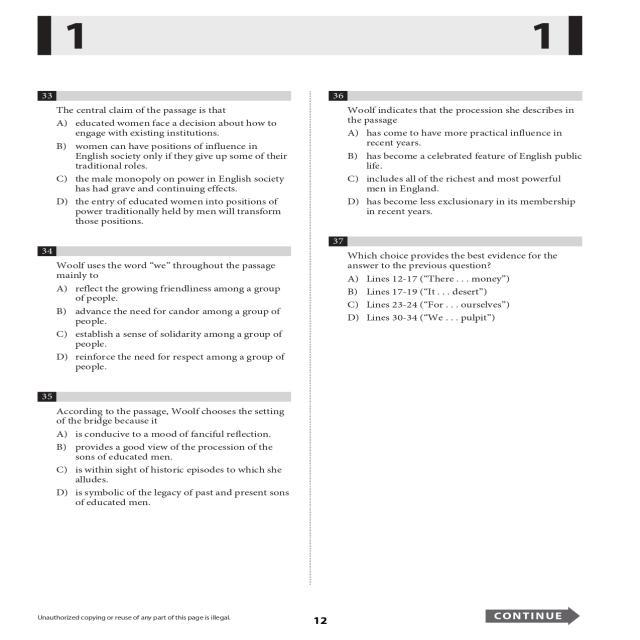 1
1
33
The central claim of the passage is that
A) educated women face a decision about how to
engage with existing institutions.
B) women can have positions of influence in
English society only if they give up some of their
traditional roles.
C) the male monopoly on power in English society
has had grave and continuing effects.
D) the entry of educated women into positions of
power traditionally held by men will transform
those positions.
34
Woolf uses the word “we” throughout the passage
mainly to
A) reflect the growing friendliness among a group
of people.
B) advance the need for candor among a group of
people.
C) establish a sense of solidarity among a group of
people.
D) reinforce the need for respect among a group of
people.
35
According to the passage, Woolf chooses the setting
of the bridge because it
A) is conducive to a mood of fanciful reflection.
B) provides a good view of the procession of the
sons of educated men.
C) is within sight of historic episodes to which she
alludes.
D) is symbolic of the legacy of past and present sons
of educated men.
36
Woolf indicates that the procession she describes in
the passage
A) has come to have more practical influence in
recent years.
B) has become a celebrated feature of English public
life.
C) includes all of the richest and most powerful
men in England.
D) has become less exclusionary in its membership
in recent years.
37
Which choice provides the best evidence for the
answer to the previous question?
A) Lines 12-17 (“There . . . money”)
B) Lines 17-19 (“It . . . desert”)
C) Lines 23-24 (“For . . . ourselves”)
D) Lines 30-34 (“We . . . pulpit”)
Unauthorized copying or reuse of any part of this page is illegal.
12
CONTINUE